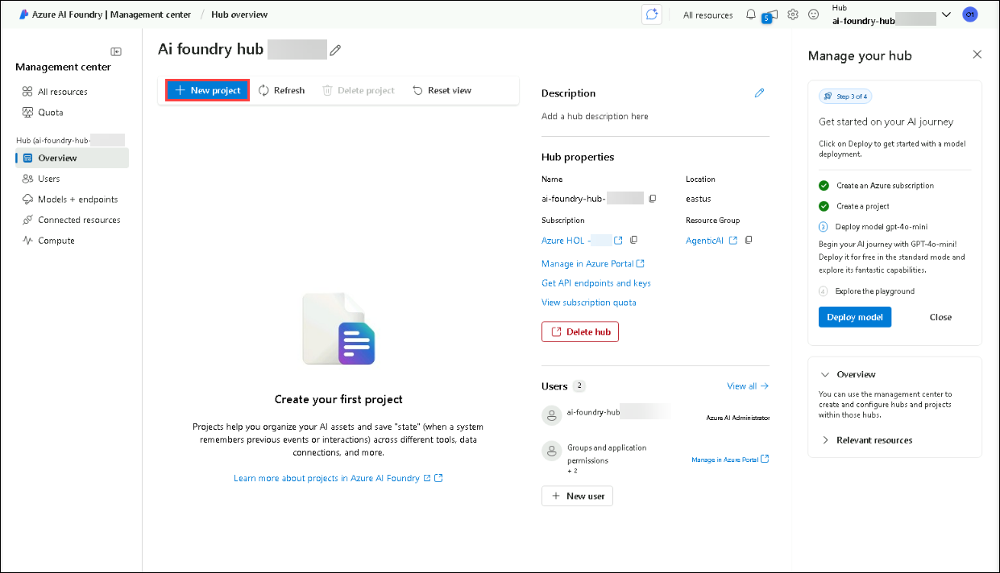 Azure AI Foundry | Management center / Hub overview
All resources
5
Hub
ai-foundry-hub
Management center
All resources
Quota
Hub (ai-foundry-hub-
Overview
Users
Models + endpoints
Connected resources
Compute
Ai foundry hub
New project
Refresh
Delete project
Reset view
Create your first project
Projects help you organize your AI assets and save "state" (when a system
remembers previous events or interactions) across different tools, data
connections, and more.
Learn more about projects in Azure AI Foundry
Description
Add a hub description here
Hub properties
Name
Location
ai-foundry-hub-
eastus
Subscription
Resource Group
Azure HOL -
AgenticAI
Manage in Azure Portal
Get API endpoints and keys
View subscription quota
Delete hub
Users 2
View all
ai-foundry-hub
Azure AI Administrator
Groups and application
permissions
+ 2
Manage in Azure Portal
New user
Manage your hub
Step 3 of 4
Get started on your AI journey
Click on Deploy to get started with a model
deployment.
Create an Azure subscription
Create a project
3 Deploy model gpt-4o-mini
Begin your AI journey with GPT-4o-mini!
Deploy it for free in the standard mode and
explore its fantastic capabilities.
4 Explore the playground
Deploy model
Close
Overview
You can use the management center to
create and configure hubs and projects
within those hubs.
Relevant resources